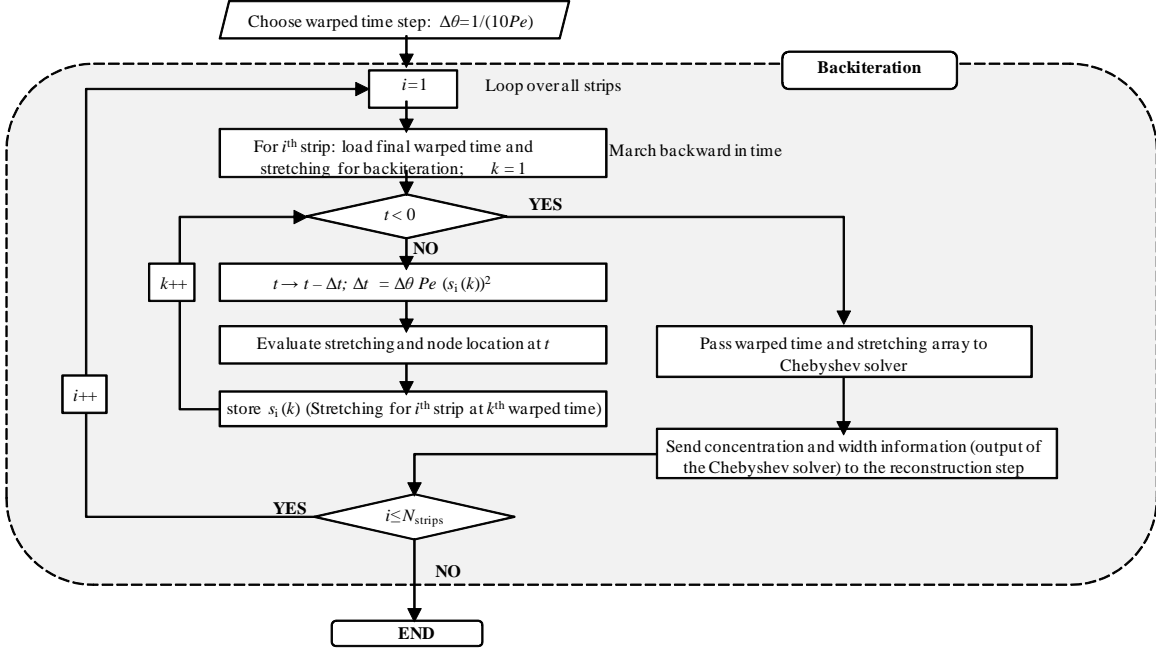 Choose warped time step: Δθ=1/(10Pe)
Backiteration
i=1
Loop over all strips
For iᵗʰ strip: load final warped time and
stretching for backiteration; k = 1
March backward in time
t < 0
YES
NO
k++
t → t – Δt; Δt = Δθ Pe (sᵢ (k))²
Evaluate stretching and node location at t
Pass warped time and stretching array to
Chebyshev solver
i++
store sᵢ (k) (Stretching for iᵗʰ strip at kᵗʰ warped time)
Send concentration and width information (output of
the Chebyshev solver) to the reconstruction step
YES
i≤Nstrips
NO
END